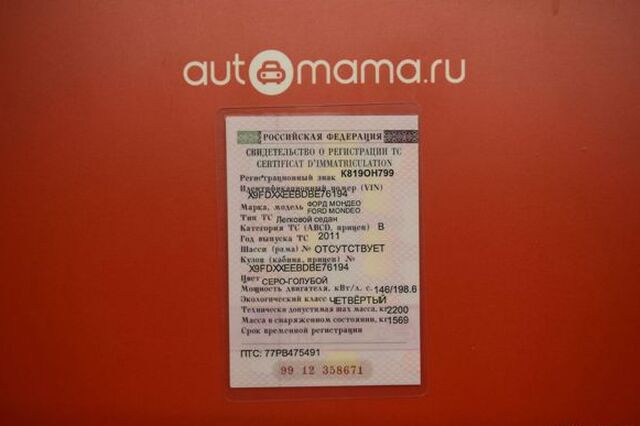 automama.ru
РОССИЙСКАЯ ФЕДЕРАЦИЯ
СВИДЕТЕЛЬСТВО О РЕГИСТРАЦИИ ТС
CERTIFICAT D'IMMATRICULATION
Регистрационный знак К819ОН799
Идентификационный номер (VIN)
X9FDXXEEBDBE76194
Марка, модель ФОРД МОНДЕО
FORD MONDEO
Тип ТС Легковой седан
Категория ТС (ABCD, прицеп) B
Год выпуска ТС 2011
Шасси (рама) № ОТСУТСТВУЕТ
Кузов (кабина, прицеп) №
X9FDXXEEBDBE76194
Цвет СЕРО-ГОЛУБОЙ
Мощность двигателя, кВт/л. с. 146/198.6
Экологический класс ЧЕТВЁРТЫЙ
Технически допустимая max масса, кг 2200
Масса в снаряженном состоянии, кг 1569
Срок временной регистрации
ПТС: 77РВ475491
99 12 358671